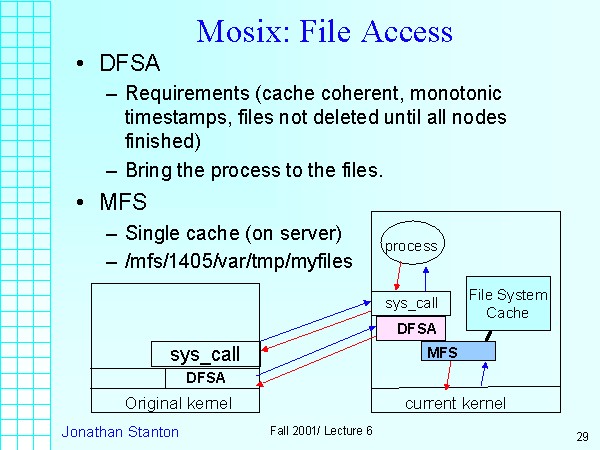 Mosix: File Access
• DFSA
– Requirements (cache coherent, monotonic
timestamps, files not deleted until all nodes
finished)
– Bring the process to the files.
• MFS
– Single cache (on server)
– /mfs/1405/var/tmp/myfiles
process
sys_call
File System
Cache
DFSA
MFS
sys_call
DFSA
Original kernel
current kernel
Jonathan Stanton
Fall 2001/ Lecture 6
29